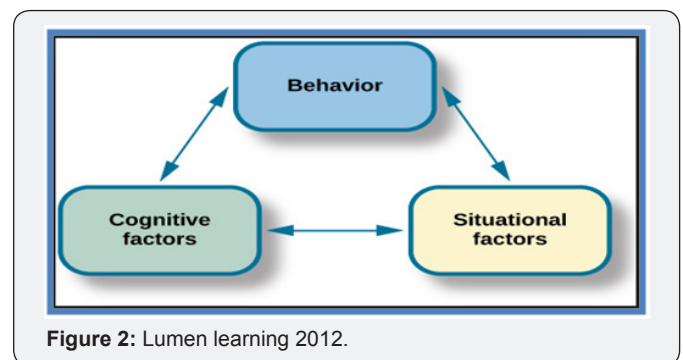 Behavior
Cognitive
factors
Situational
factors
Figure 2: Lumen learning 2012.